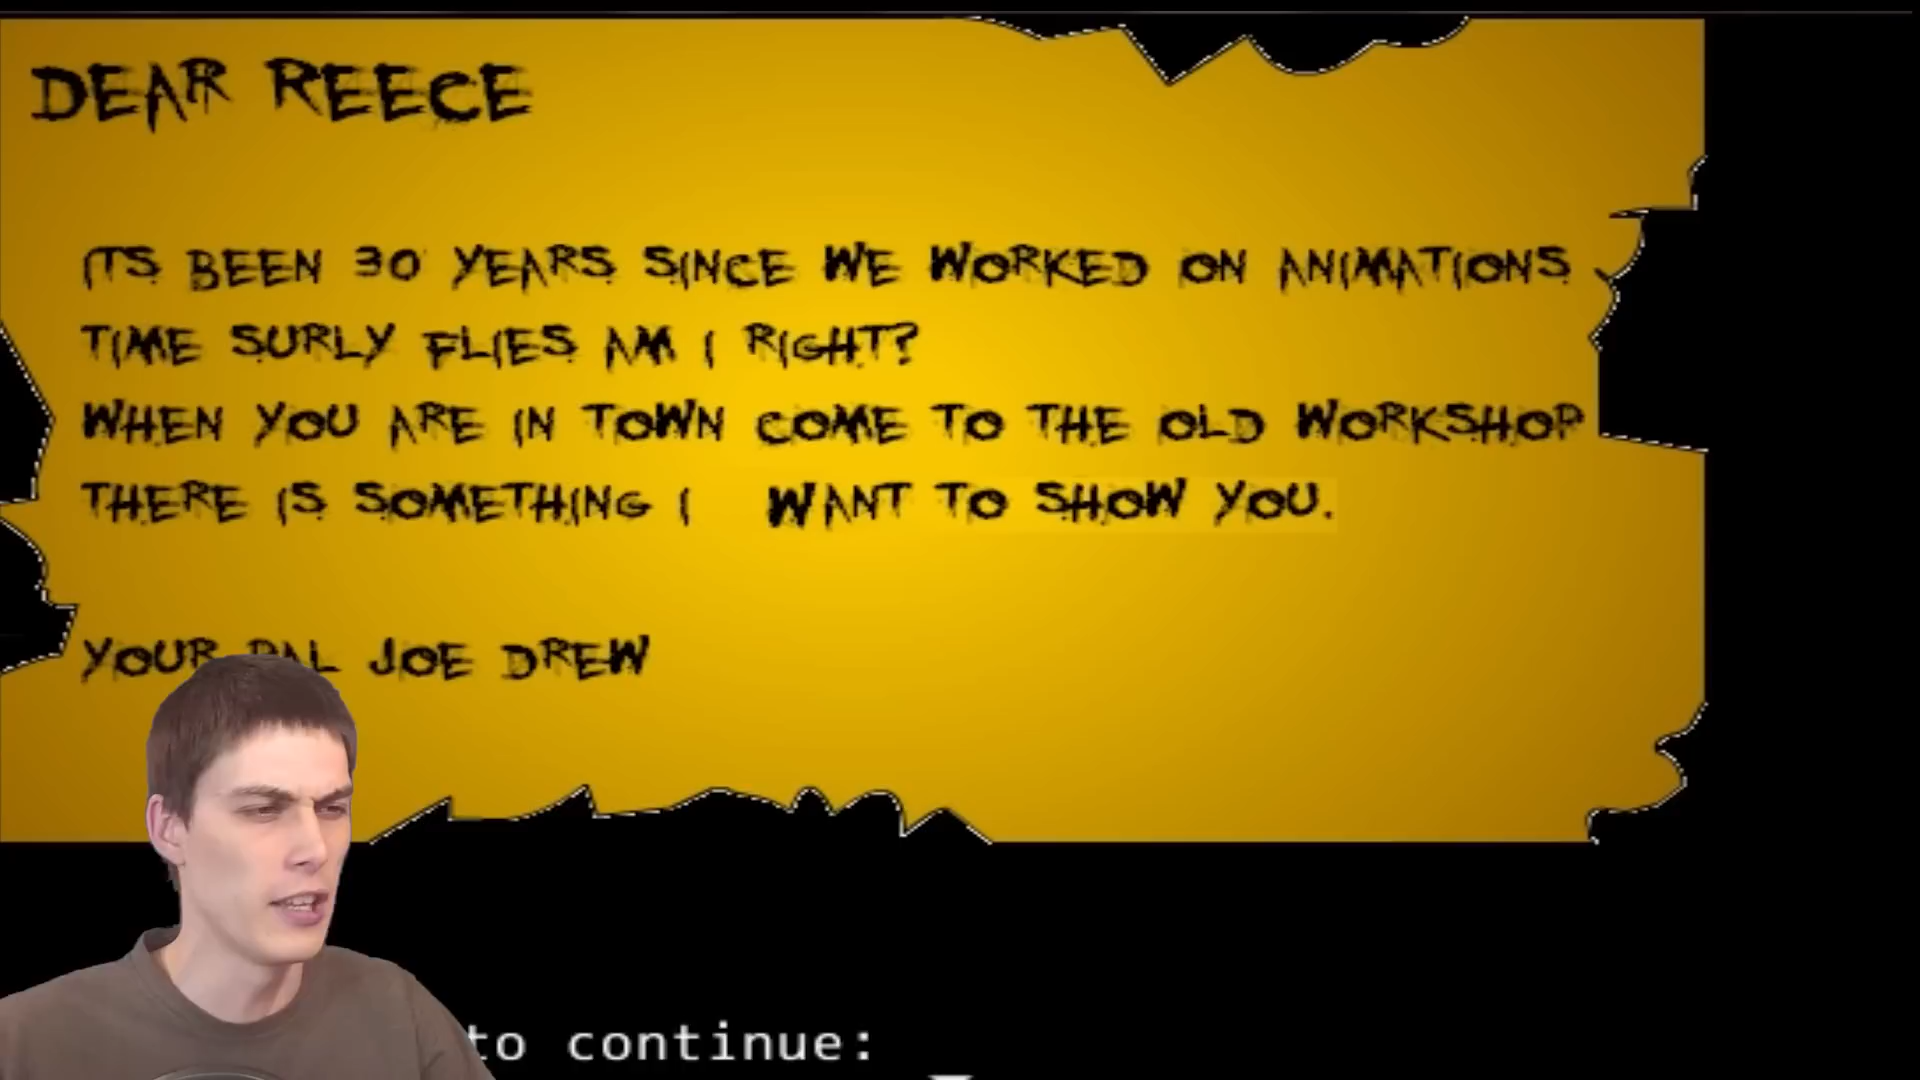 DEAR REECE
ITS BEEN 30 YEARS SINCE WE WORKED ON ANIMATIONS
TIME SURLY FLIES AM I RIGHT?
WHEN YOU ARE IN TOWN COME TO THE OLD WORKSHOP
THERE IS SOMETHING I WANT TO SHOW YOU.
YOUR PAL JOE DREW
to continue: